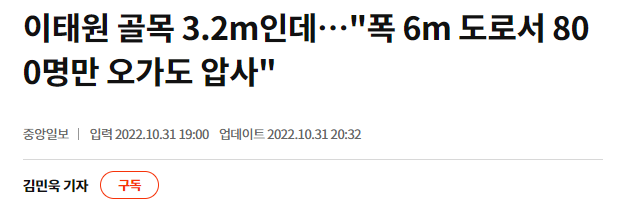 이태원 골목 3.2m인데…"폭 6m 도로서 80
0명만 오가도 압사"
중앙일보 | 입력 2022.10.31 19:00 업데이트 2022.10.31 20:32
김민욱 기자 구독